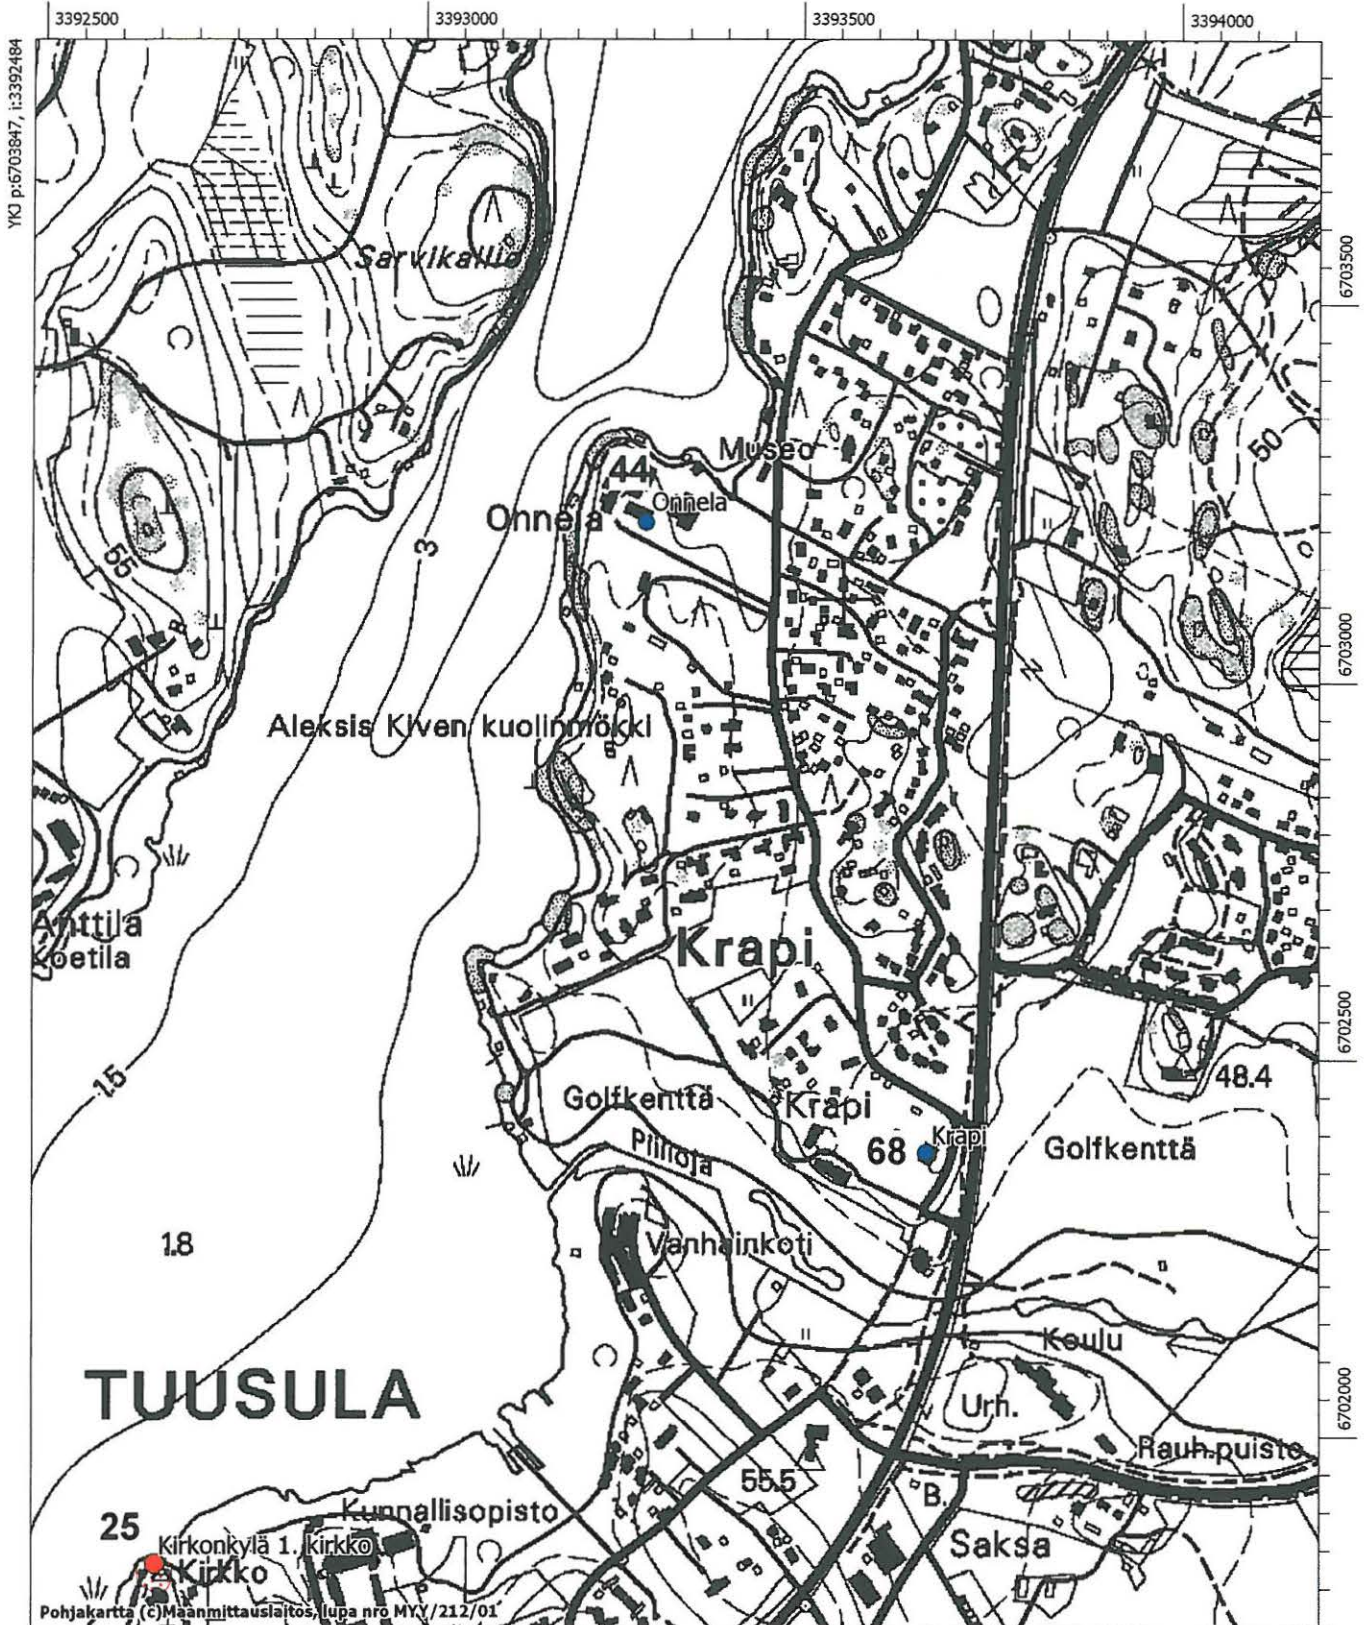 3392500
3393000
3393500
3394000
YKJ p:6703847, i:3392484
A
Sarvikallio
6703500
Museo
44
Onnela
Onnela
50
3
55
6703000
Aleksis Kiven kuolinmökki
Anttila
Krapi
Koetila
6702500
1.5
48.4
Golfkenttä
Krapi
Krapi
68
Golfkenttä
Piilioja
1.8
Vanhainkoti
Koulu
TUUSULA
Urh.
6702000
Rauh.puisto
55.5
B.
Kunnallisopisto
25
Saksa
Kirkonkylä 1. kirkko
Kirkko
Pohjakartta (c)Maanmittauslaitos, lupa nro MYY/212/01